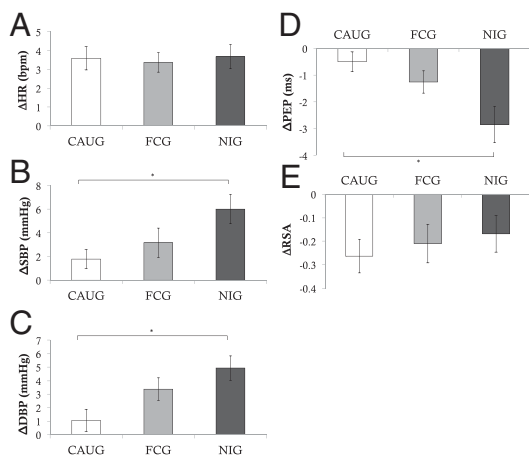 A
ΔHR (bpm)
5
4
3
2
1
0
CAUG FCG NIG
B
ΔSBP (mmHg)
8
6
4
2
0
*
CAUG FCG NIG
C
ΔDBP (mmHg)
7
6
5
4
3
2
1
0
*
CAUG FCG NIG
D
CAUG FCG NIG
ΔPEP (ms)
0
-1
-2
-3
-4
*
E
CAUG FCG NIG
ΔRSA
0
-0.1
-0.2
-0.3
-0.4